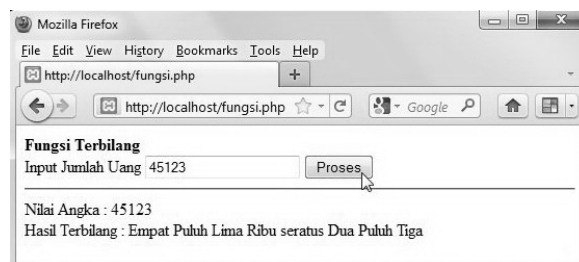 Mozilla Firefox
File Edit View History Bookmarks Tools Help
http://localhost/fungsi.php
http://localhost/fungsi.php Google
Fungsi Terbilang
Input Jumlah Uang 45123 Proses
Nilai Angka : 45123
Hasil Terbilang : Empat Puluh Lima Ribu seratus Dua Puluh Tiga